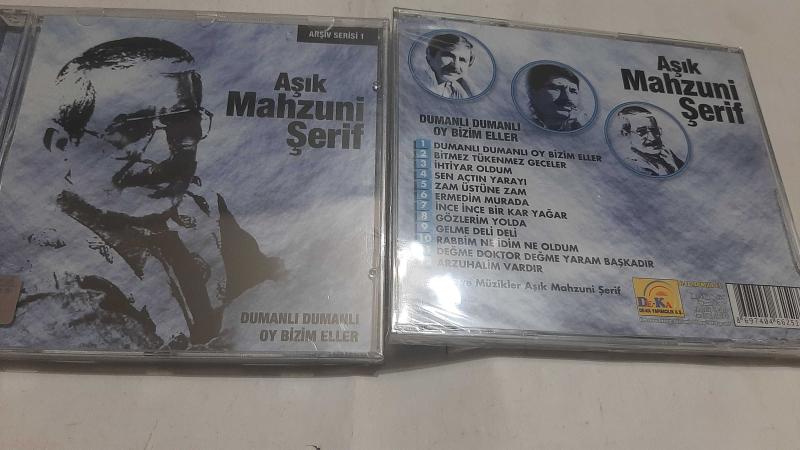 ARŞİV SERİSİ 1
Aşık
Mahzuni
Şerif
DUMANLI DUMANLI
OY BİZİM ELLER
Aşık
Mahzuni
Şerif
DUMANLI DUMANLI
OY BİZİM ELLER
1 DUMANLI DUMANLI OY BİZİM ELLER
2 BİTMEZ TÜKENMEZ GECELER
3 İHTİYAR OLDUM
4 SEN AÇTIN YARAYI
5 ZAM ÜSTÜNE ZAM
6 ERMEDİM MURADA
7 İNCE İNCE BİR KAR YAĞAR
8 GÖZLERİM YOLDA
9 GELME DELİ DELİ
10 RABBİM NE İDİM NE OLDUM
DEĞME DOKTOR DEĞME YARAM BAŞKADIR
ARZUHALİM VARDIR
ve Müzikler Aşık Mahzuni Şerif
DE-KA
DE-KA YAPIMCILIK A.Ş.